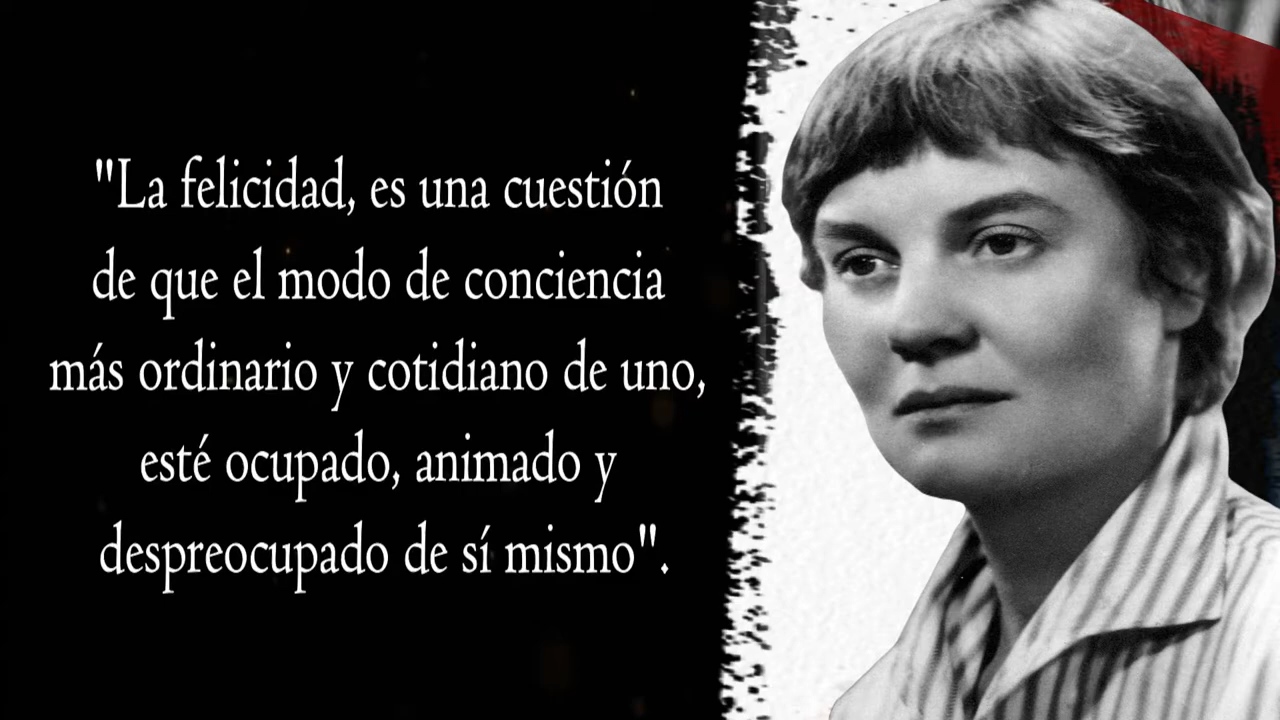 "La felicidad, es una cuestión
de que el modo de conciencia
más ordinario y cotidiano de uno,
esté ocupado, animado y
despreocupado de sí mismo".